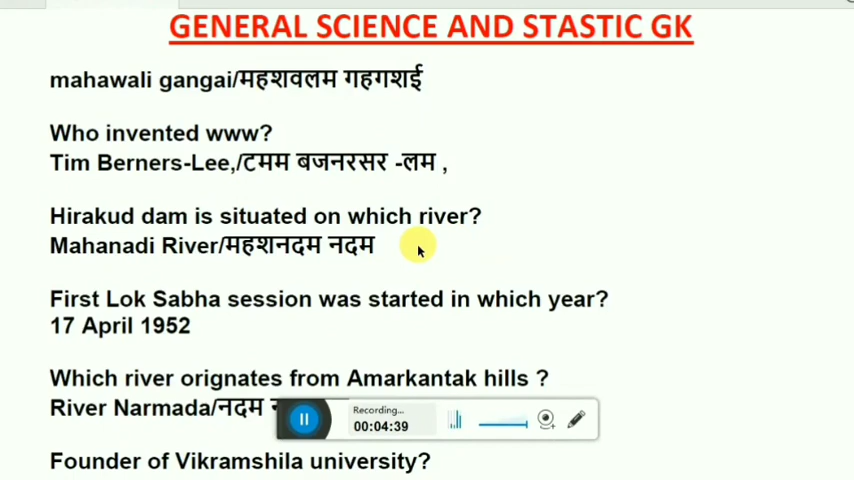 GENERAL SCIENCE AND STASTIC GK
mahawali gangai/महशवलम गहगशई
Who invented www?
Tim Berners-Lee,/टमम बजनरसर -लम ,
Hirakud dam is situated on which river?
Mahanadi River/महशनदम नदम
First Lok Sabha session was started in which year?
17 April 1952
Which river orignates from Amarkantak hills ?
River Narmada/नदम
Recording...
00:04:39
Founder of Vikramshila university?